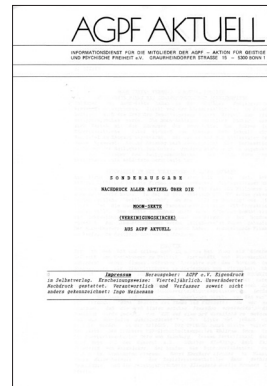 AGPF AKTUELL
INFORMATIONSDIENST FÜR DIE MITGLIEDER DER AGPF – AKTION FÜR GEISTIGE
UND PSYCHISCHE FREIHEIT e.V. GRAURHEINDORFER STRASSE 15 – 5300 BONN 1
SONDERAUSGABE
NACHDRUCK ALLER ARTIKEL ÜBER DIE
MOON-SEKTE
(VEREINIGUNGSKIRCHE)
AUS AGPF AKTUELL
Impressum Herausgeber: AGPF e.V. Eigendruck
im Selbstverlag. Erscheinungsweise: Vierteljährlich. Unveränderter
Nachdruck gestattet. Verantwortlich und Verfasser soweit nicht
anders gekennzeichnet: Ingo Heinemann